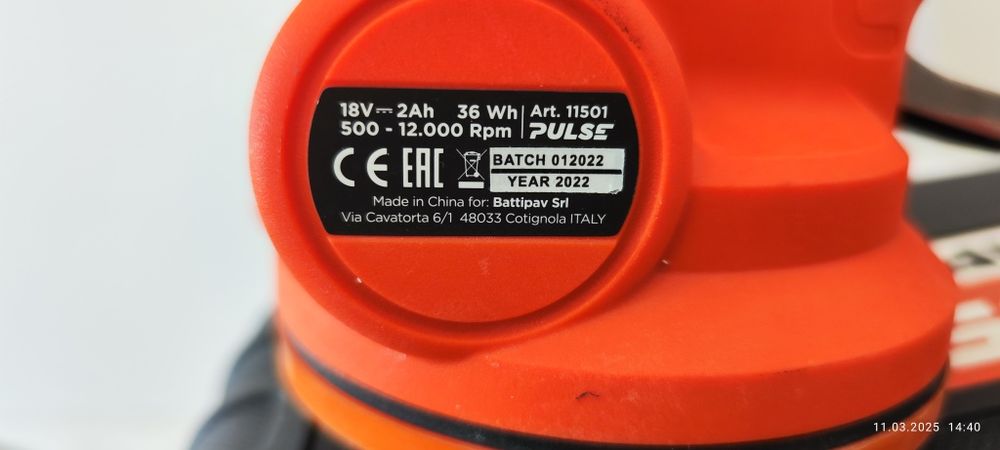 18V⎓2Ah 36 Wh Art. 11501
500 - 12.000 Rpm PULSE
CE EAC BATCH 012022
YEAR 2022
Made in China for: Battipav Srl
Via Cavatorta 6/1 48033 Cotignola ITALY
11.03.2025 14:40